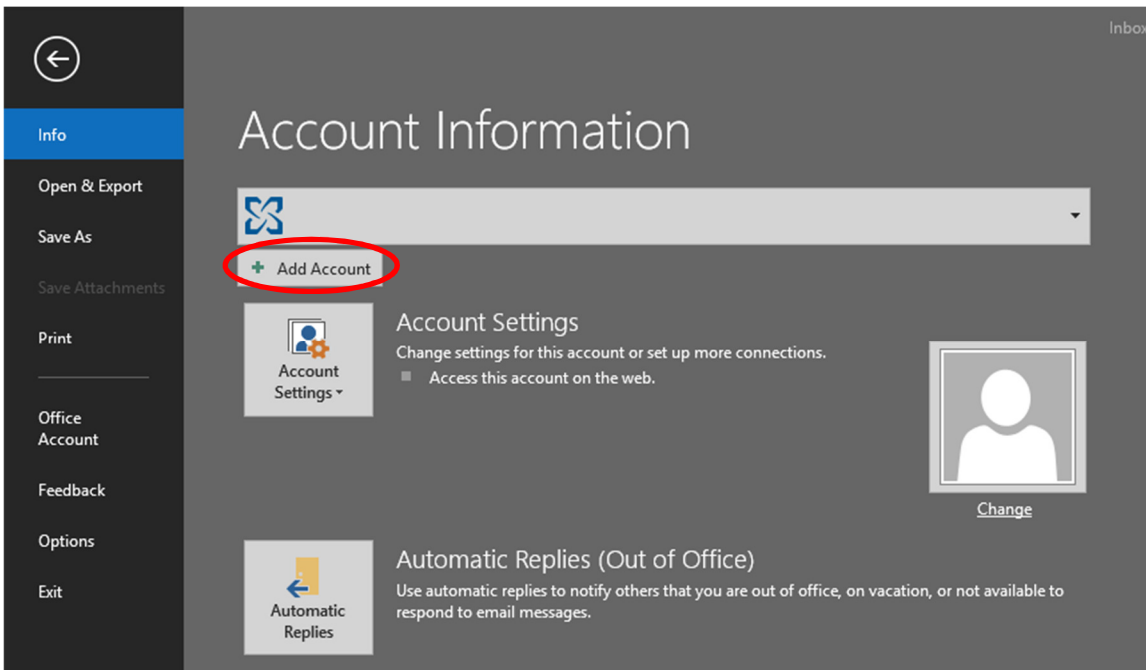 Inbox
Info
Open & Export
Save As
Save Attachments
Print
Office
Account
Feedback
Options
Exit
Account Information
Add Account
Account
Settings
Account Settings
Change settings for this account or set up more connections.
Access this account on the web.
Change
Automatic
Replies
Automatic Replies (Out of Office)
Use automatic replies to notify others that you are out of office, on vacation, or not available to
respond to email messages.